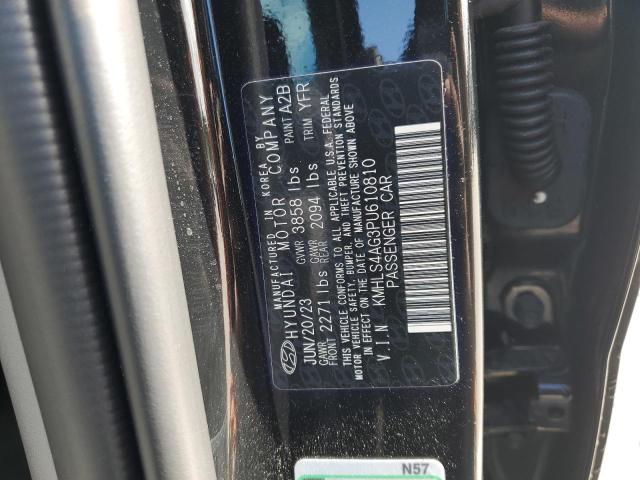 MANUFACTURED IN KOREA BY
HYUNDAI MOTOR COMPANY
JUN/20/23 GVWR 3858 lbs PAINT A2B
GAWR FRONT 2271 lbs GAWR REAR 2094 lbs TRIM YFR
THIS VEHICLE CONFORMS TO ALL APPLICABLE U.S.A. FEDERAL
MOTOR VEHICLE SAFETY, BUMPER, AND THEFT PREVENTION STANDARDS
IN EFFECT ON THE DATE OF MANUFACTURE SHOWN ABOVE
V.I.N KMHLS4AG3PU610810
PASSENGER CAR
N57